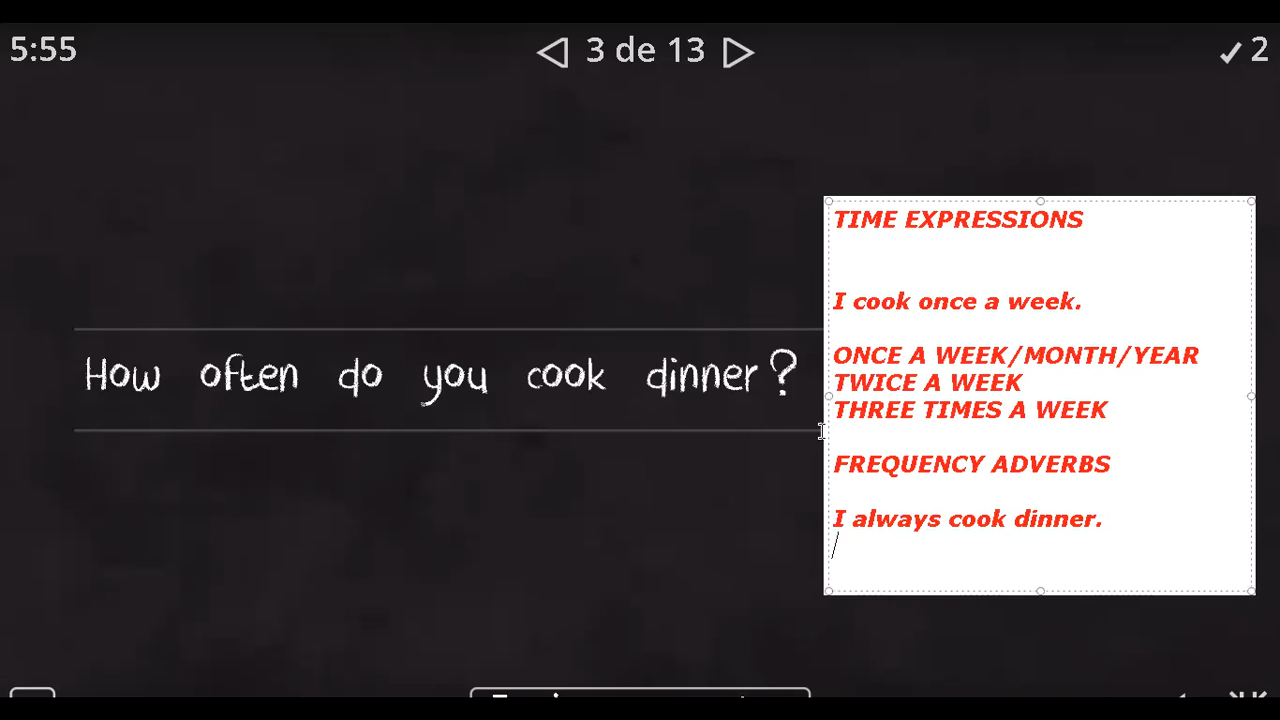 5:55
3 de 13
2
How often do you cook dinner?
TIME EXPRESSIONS
I cook once a week.
ONCE A WEEK/MONTH/YEAR
TWICE A WEEK
THREE TIMES A WEEK
FREQUENCY ADVERBS
I always cook dinner.